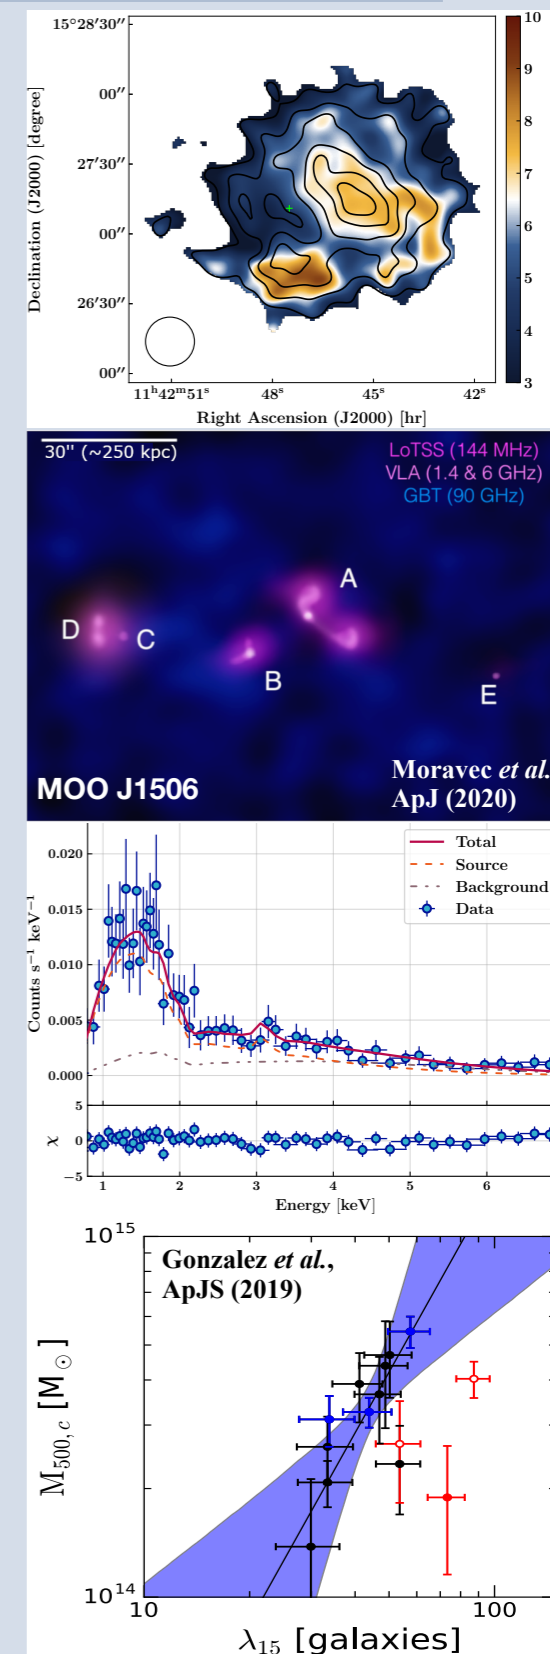 15°28′30″
00″
27′30″
00″
26′30″
00″
Declination (J2000) [degree]
11ʰ42ᵐ51ˢ
48ˢ
45ˢ
42ˢ
Right Ascension (J2000) [hr]
10
9
8
7
6
5
4
3
30″ (~250 kpc)
LoTSS (144 MHz)
VLA (1.4 & 6 GHz)
GBT (90 GHz)
A
D
C
B
E
MOO J1506
Moravec et al.
ApJ (2020)
0.020
0.015
0.010
0.005
0.000
Counts s⁻¹ keV⁻¹
Total
Source
Background
Data
5
0
−5
χ
1
2
3
4
5
6
Energy [keV]
10¹⁵
10¹⁴
M₅₀₀,c [M⊙]
Gonzalez et al.,
ApJS (2019)
10
100
λ₁₅ [galaxies]